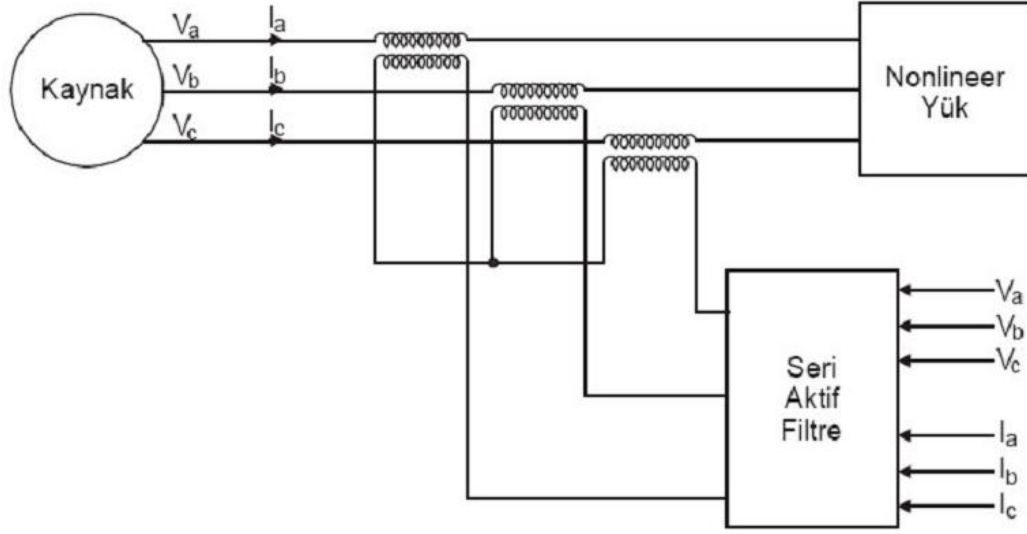 Va
Ia
Vb
Ib
Vc
Ic
Kaynak
Nonlineer
Yük
Seri
Aktif
Filtre
Va
Vb
Vc
Ia
Ib
Ic